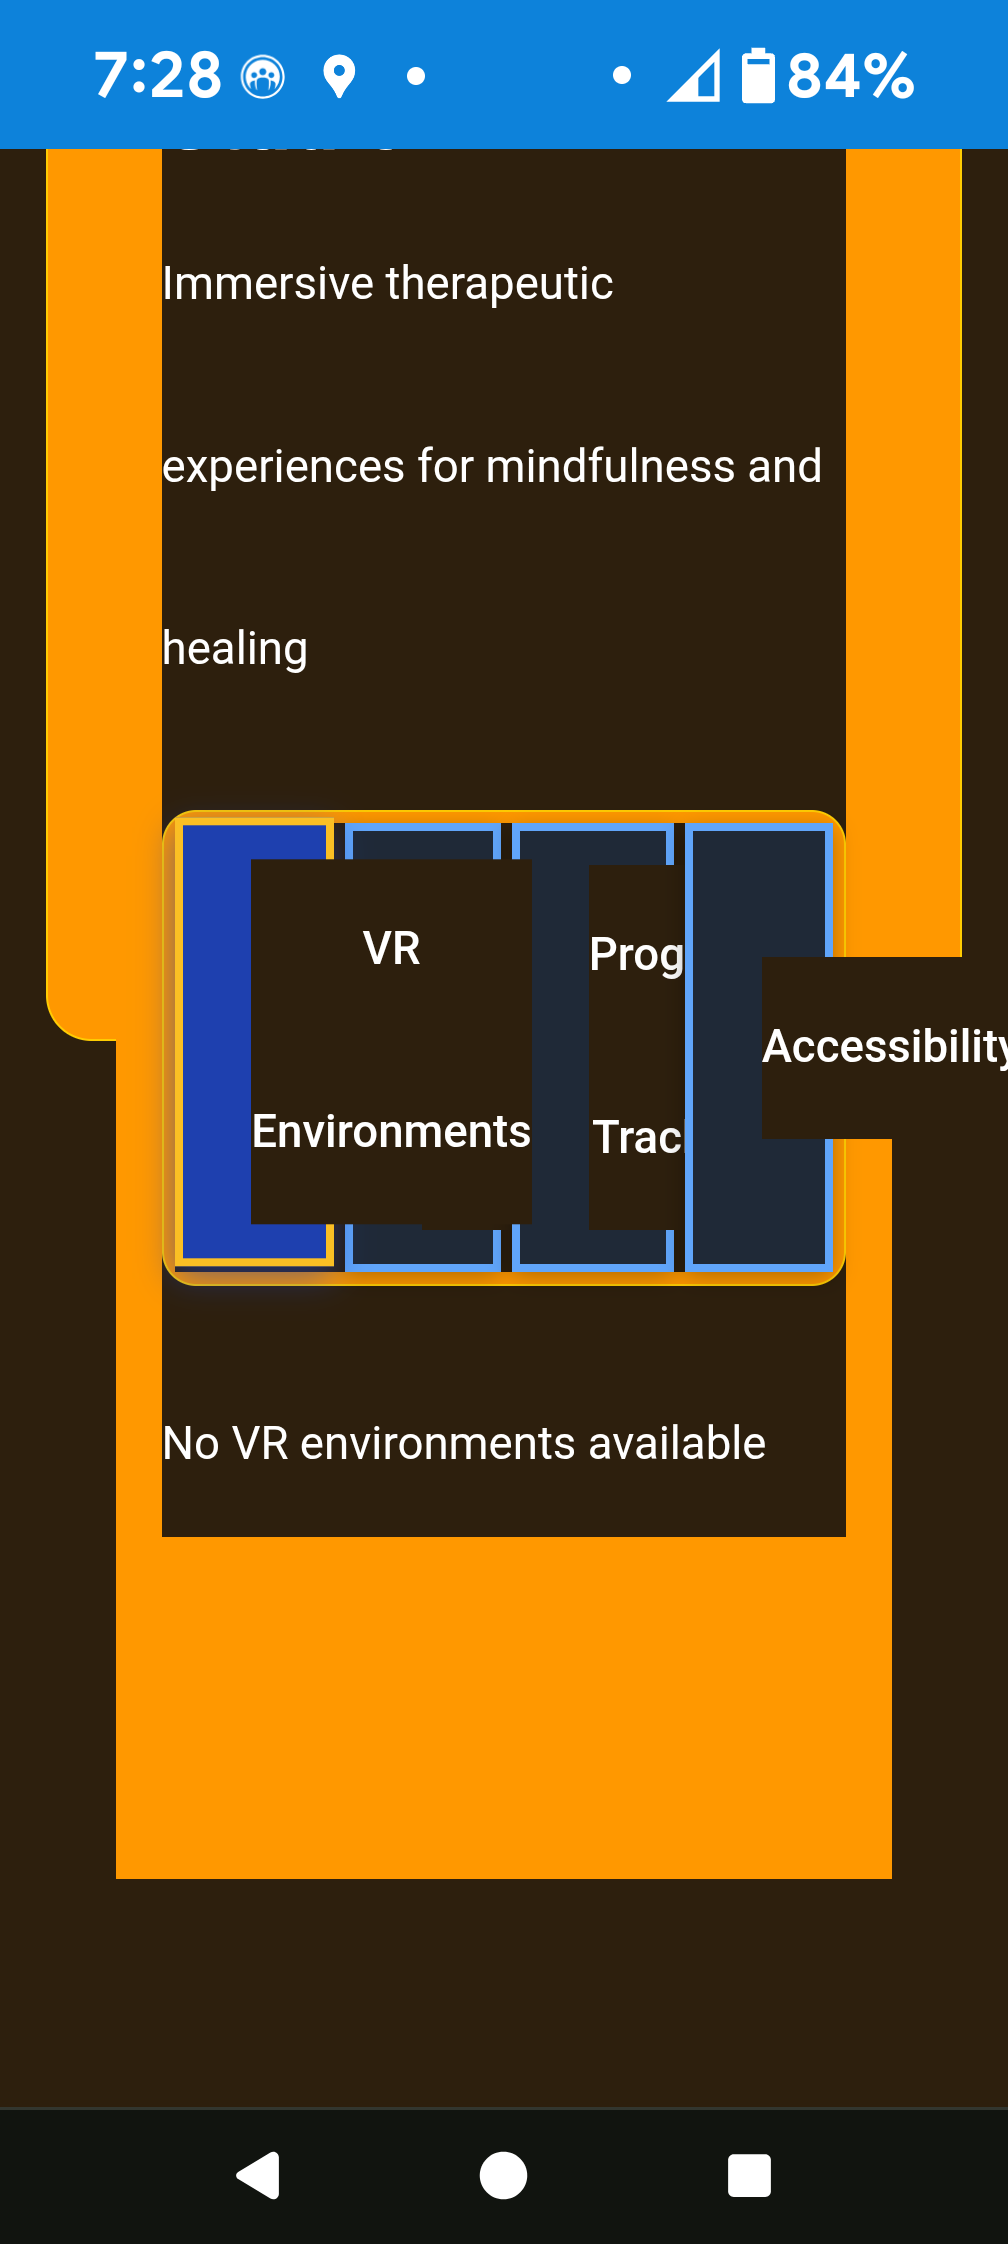 7:28
84%
Immersive therapeutic
experiences for mindfulness and
healing
VR
Environments
Prog
Trac
Accessibility
No VR environments available